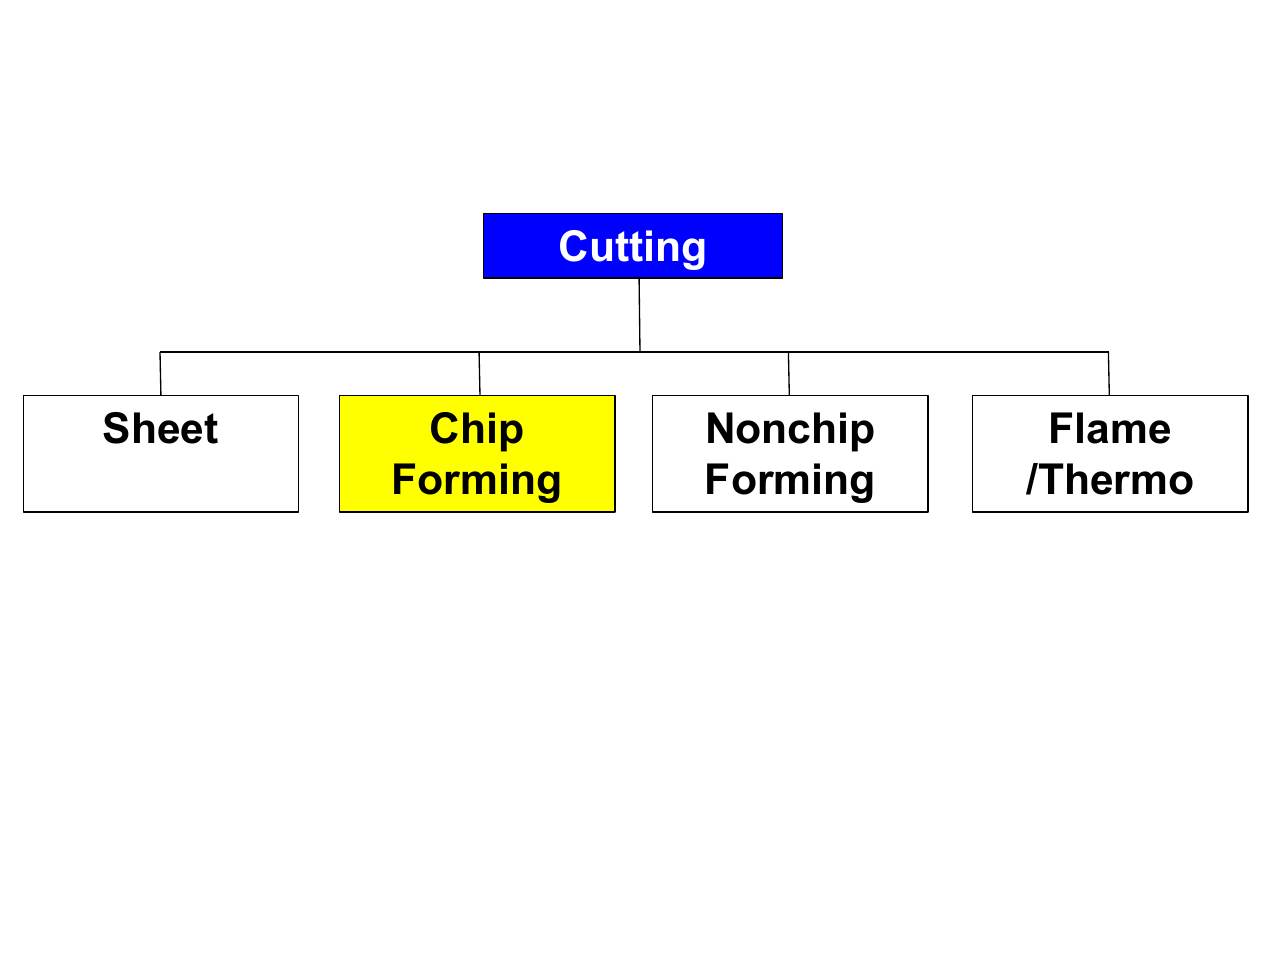 Cutting
Sheet
Chip
Forming
Nonchip
Forming
Flame
/Thermo